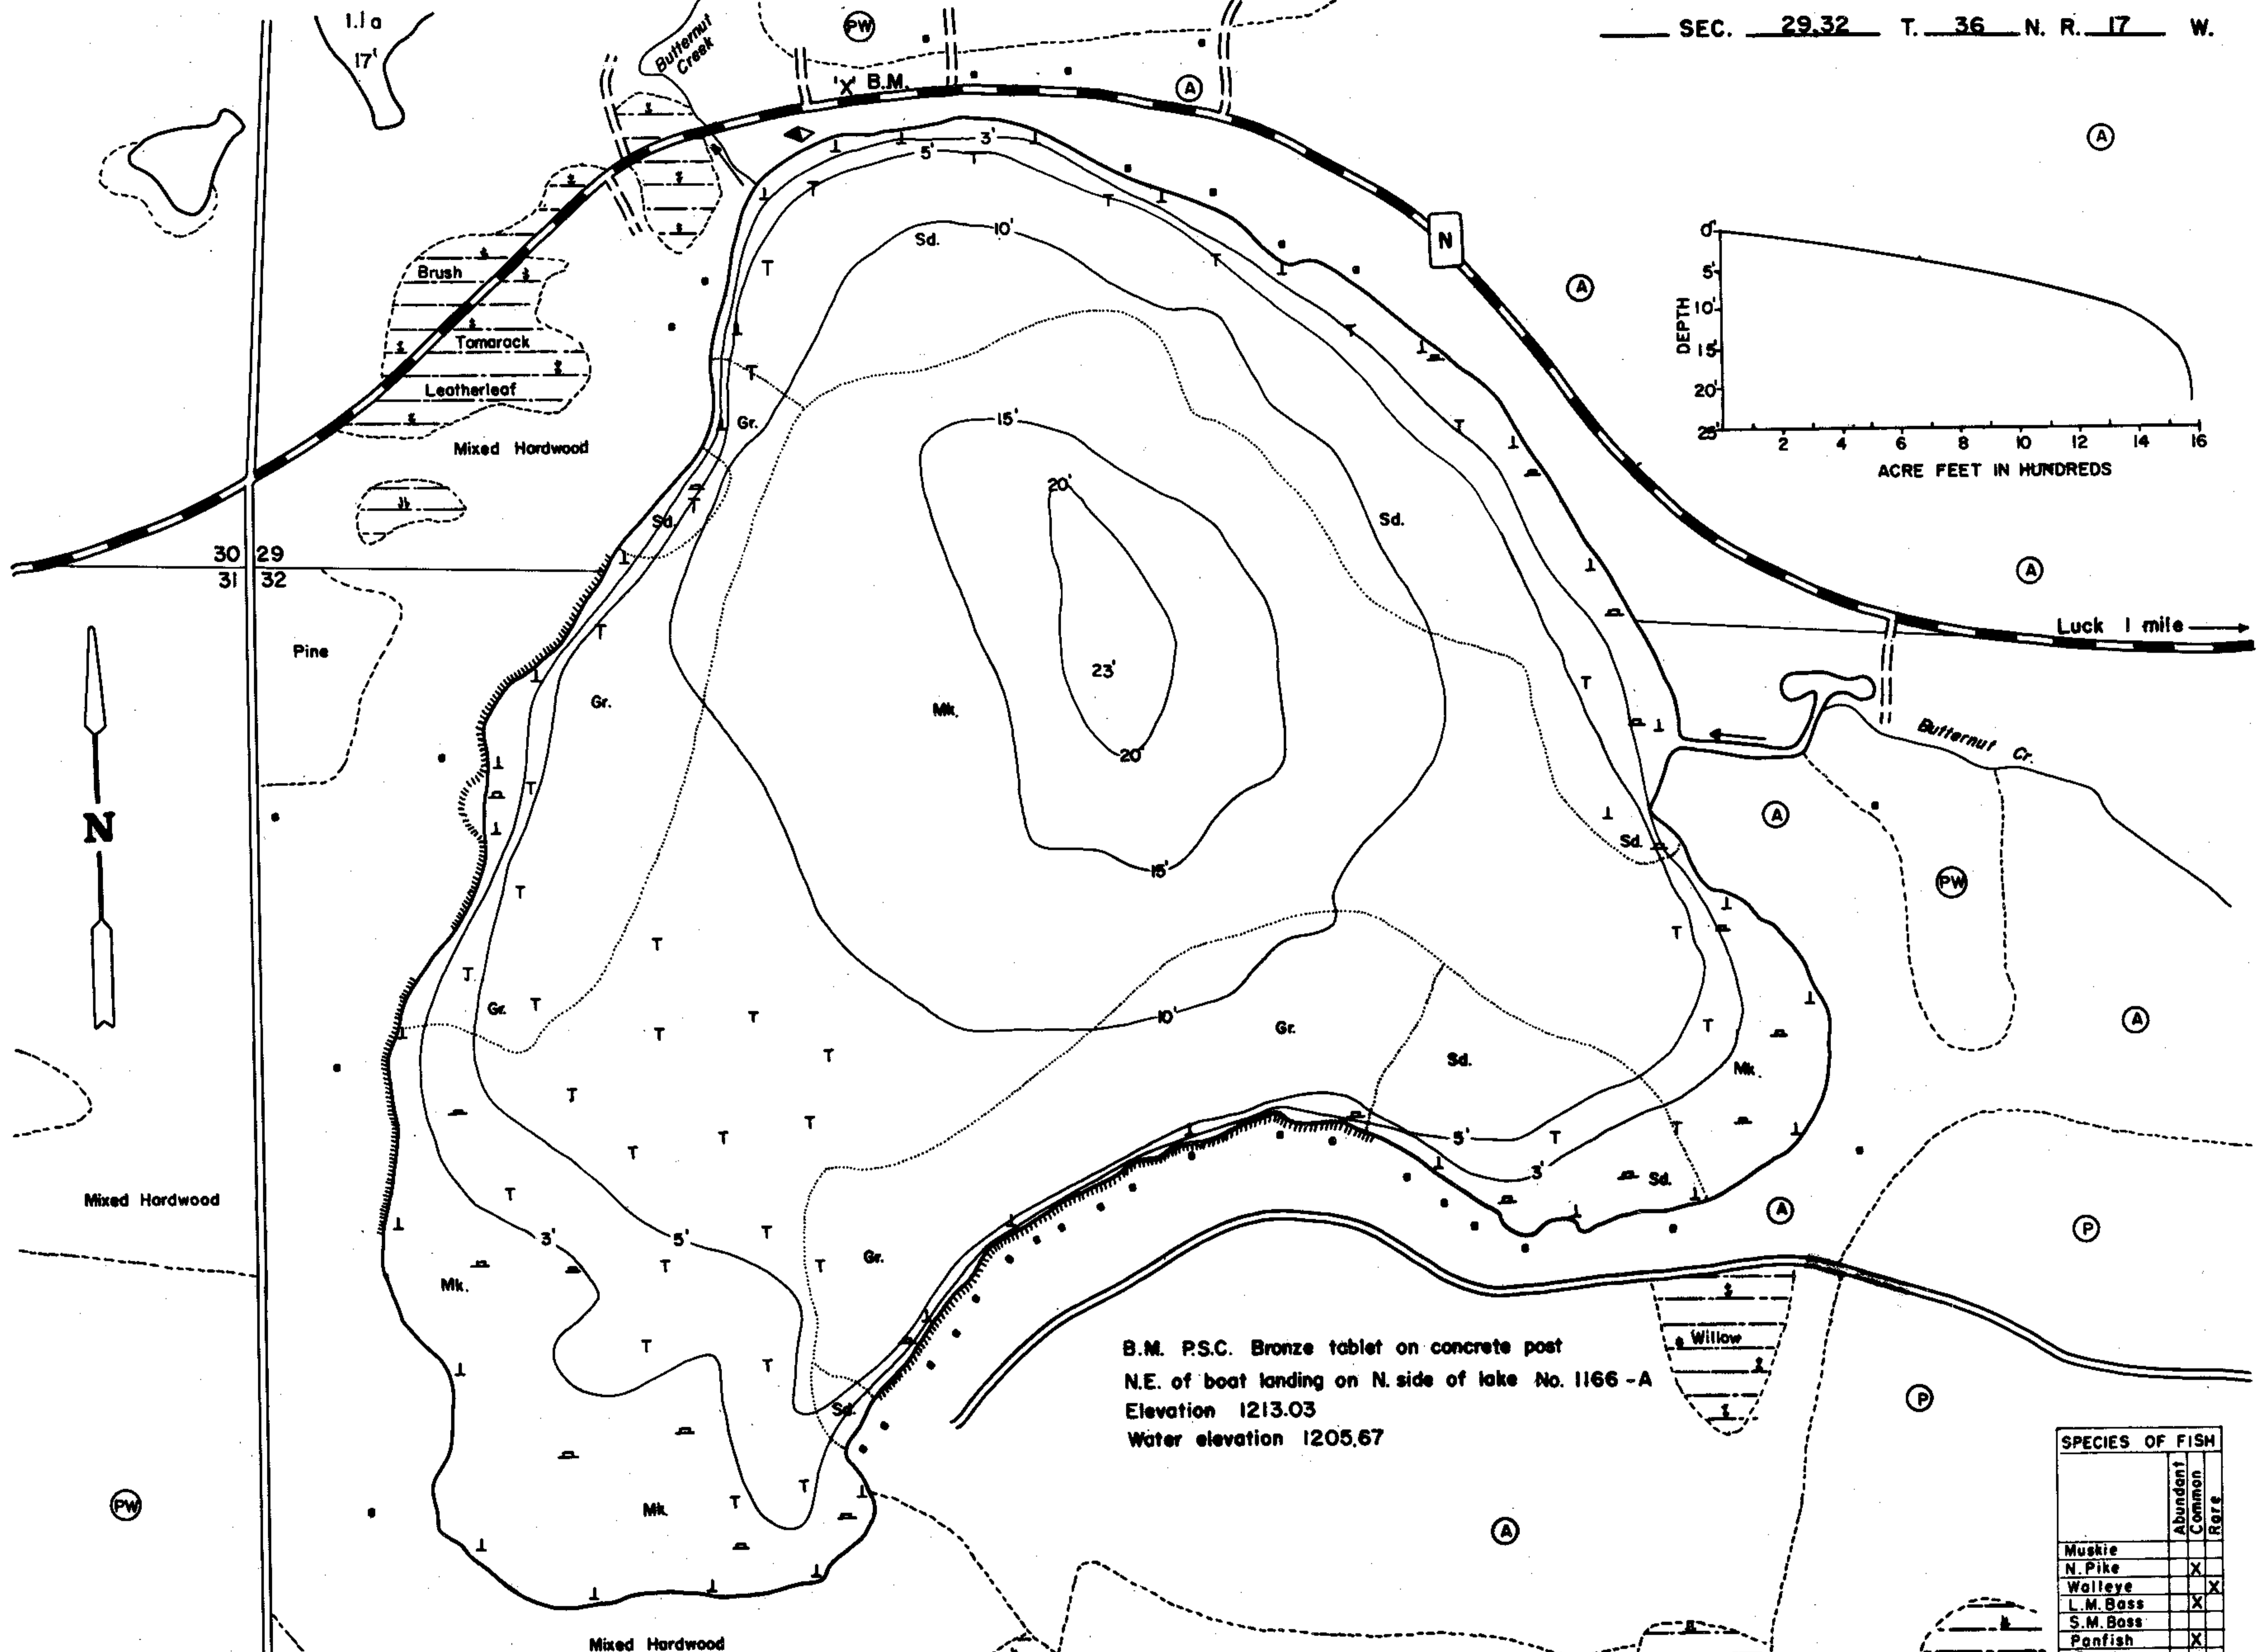 SEC. 29,32 T. 36 N. R. 17 W.
1.1a
17'
Butternut
Creek
PW
'X' B.M.
A
A
3'
5'
Sd.
10'
N
A
Brush
Tamarack
Leatherleaf
Mixed Hardwood
Gr.
15'
20'
Sd.
Sd.
0'
5'
10'
15'
20'
25'
DEPTH
2 4 6 8 10 12 14 16
ACRE FEET IN HUNDREDS
30 29
31 32
A
Luck 1 mile
Pine
Gr.
Mk.
23'
20'
Butternut Cr.
N
A
Sd.
15'
PW
Gr.
10'
Gr.
Sd.
Mk.
A
5'
3'
Sd.
Mixed Hardwood
A
P
3'
5'
Gr.
Mk.
Willow
B.M. P.S.C. Bronze tablet on concrete post
N.E. of boat landing on N. side of lake No. 1166-A
Elevation 1213.03
Water elevation 1205.67
P
Sd.
PW
Mk.
A
SPECIES OF FISH
Abundant
Common
Rare
Muskie
N. Pike X
Walleye X
L.M. Bass X
S.M. Bass
Panfish X
Mixed Hardwood